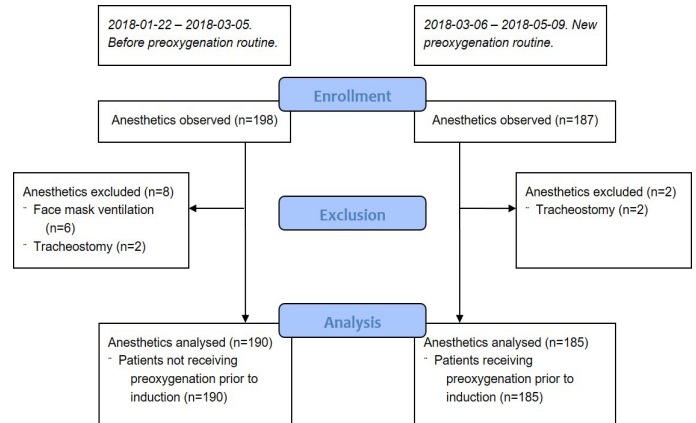 2018-01-22 – 2018-03-05.
Before preoxygenation routine.
2018-03-06 – 2018-05-09. New
preoxygenation routine.
Enrollment
Anesthetics observed (n=198)
Anesthetics observed (n=187)
Anesthetics excluded (n=8)
- Face mask ventilation
(n=6)
- Tracheostomy (n=2)
Exclusion
Anesthetics excluded (n=2)
- Tracheostomy (n=2)
Analysis
Anesthetics analysed (n=190)
- Patients not receiving
preoxygenation prior to
induction (n=190)
Anesthetics analysed (n=185)
- Patients receiving
preoxygenation prior to
induction (n=185)